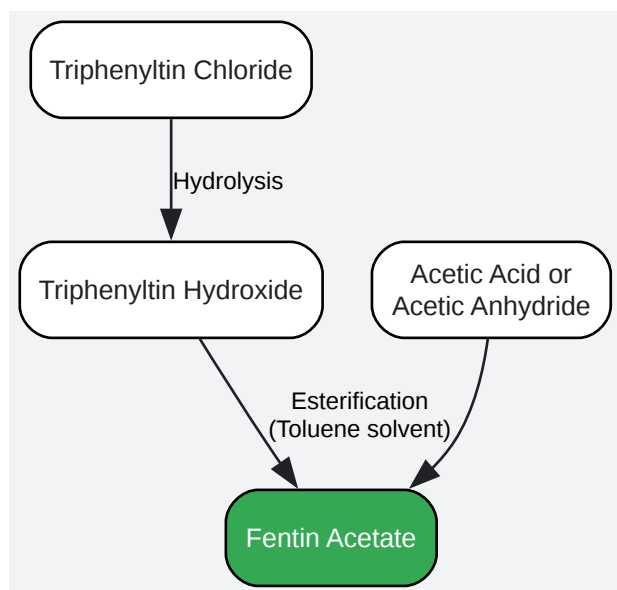 Triphenyltin Chloride
Hydrolysis
Triphenyltin Hydroxide
Acetic Acid or
Acetic Anhydride
Esterification
(Toluene solvent)
Fentin Acetate